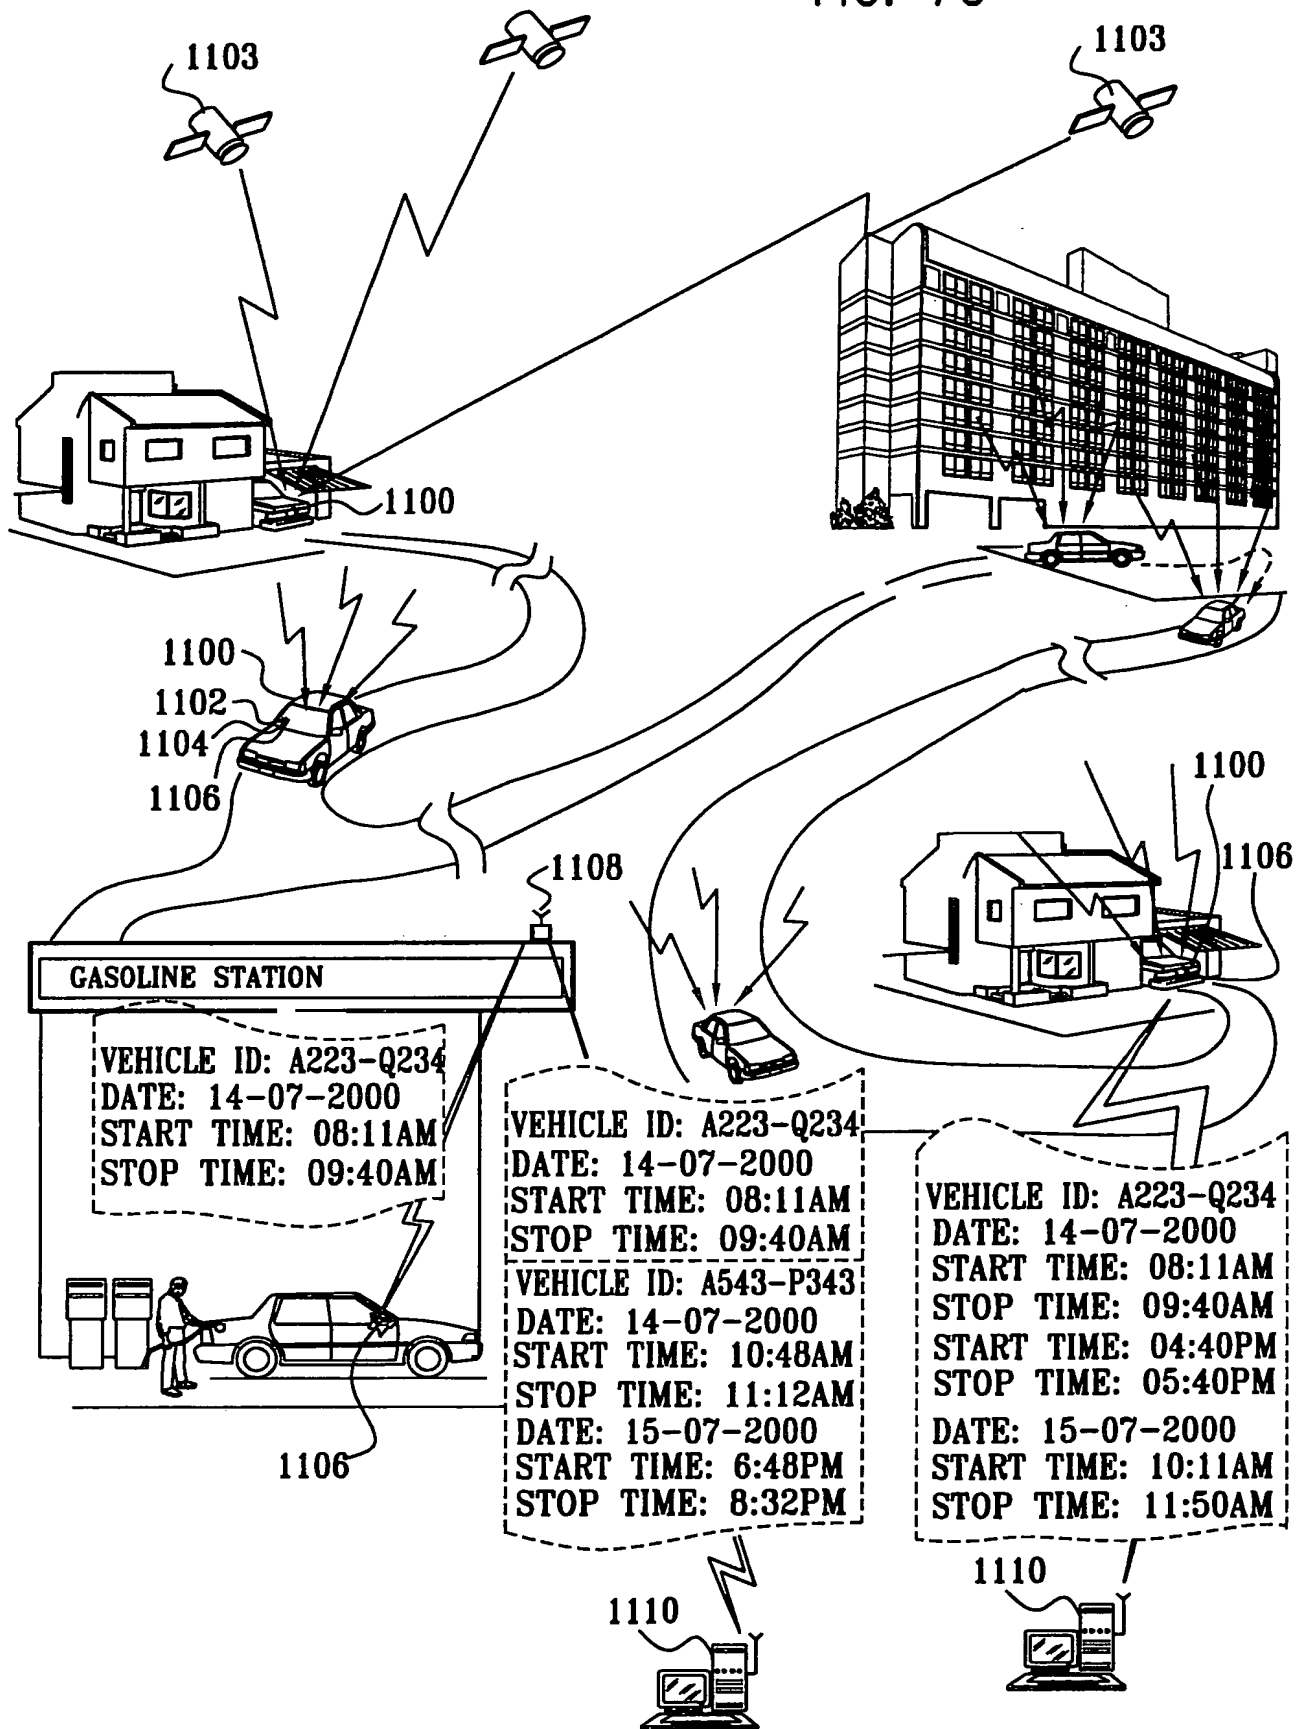 1103
1103
1100
1100
1102
1104
1106
1100
1106
1108
GASOLINE STATION
VEHICLE ID: A223-Q234
DATE: 14-07-2000
START TIME: 08:11AM
STOP TIME: 09:40AM
VEHICLE ID: A223-Q234
DATE: 14-07-2000
START TIME: 08:11AM
STOP TIME: 09:40AM
VEHICLE ID: A543-P343
DATE: 14-07-2000
START TIME: 10:48AM
STOP TIME: 11:12AM
DATE: 15-07-2000
START TIME: 6:48PM
STOP TIME: 8:32PM
VEHICLE ID: A223-Q234
DATE: 14-07-2000
START TIME: 08:11AM
STOP TIME: 09:40AM
START TIME: 04:40PM
STOP TIME: 05:40PM
DATE: 15-07-2000
START TIME: 10:11AM
STOP TIME: 11:50AM
1106
1110
1110